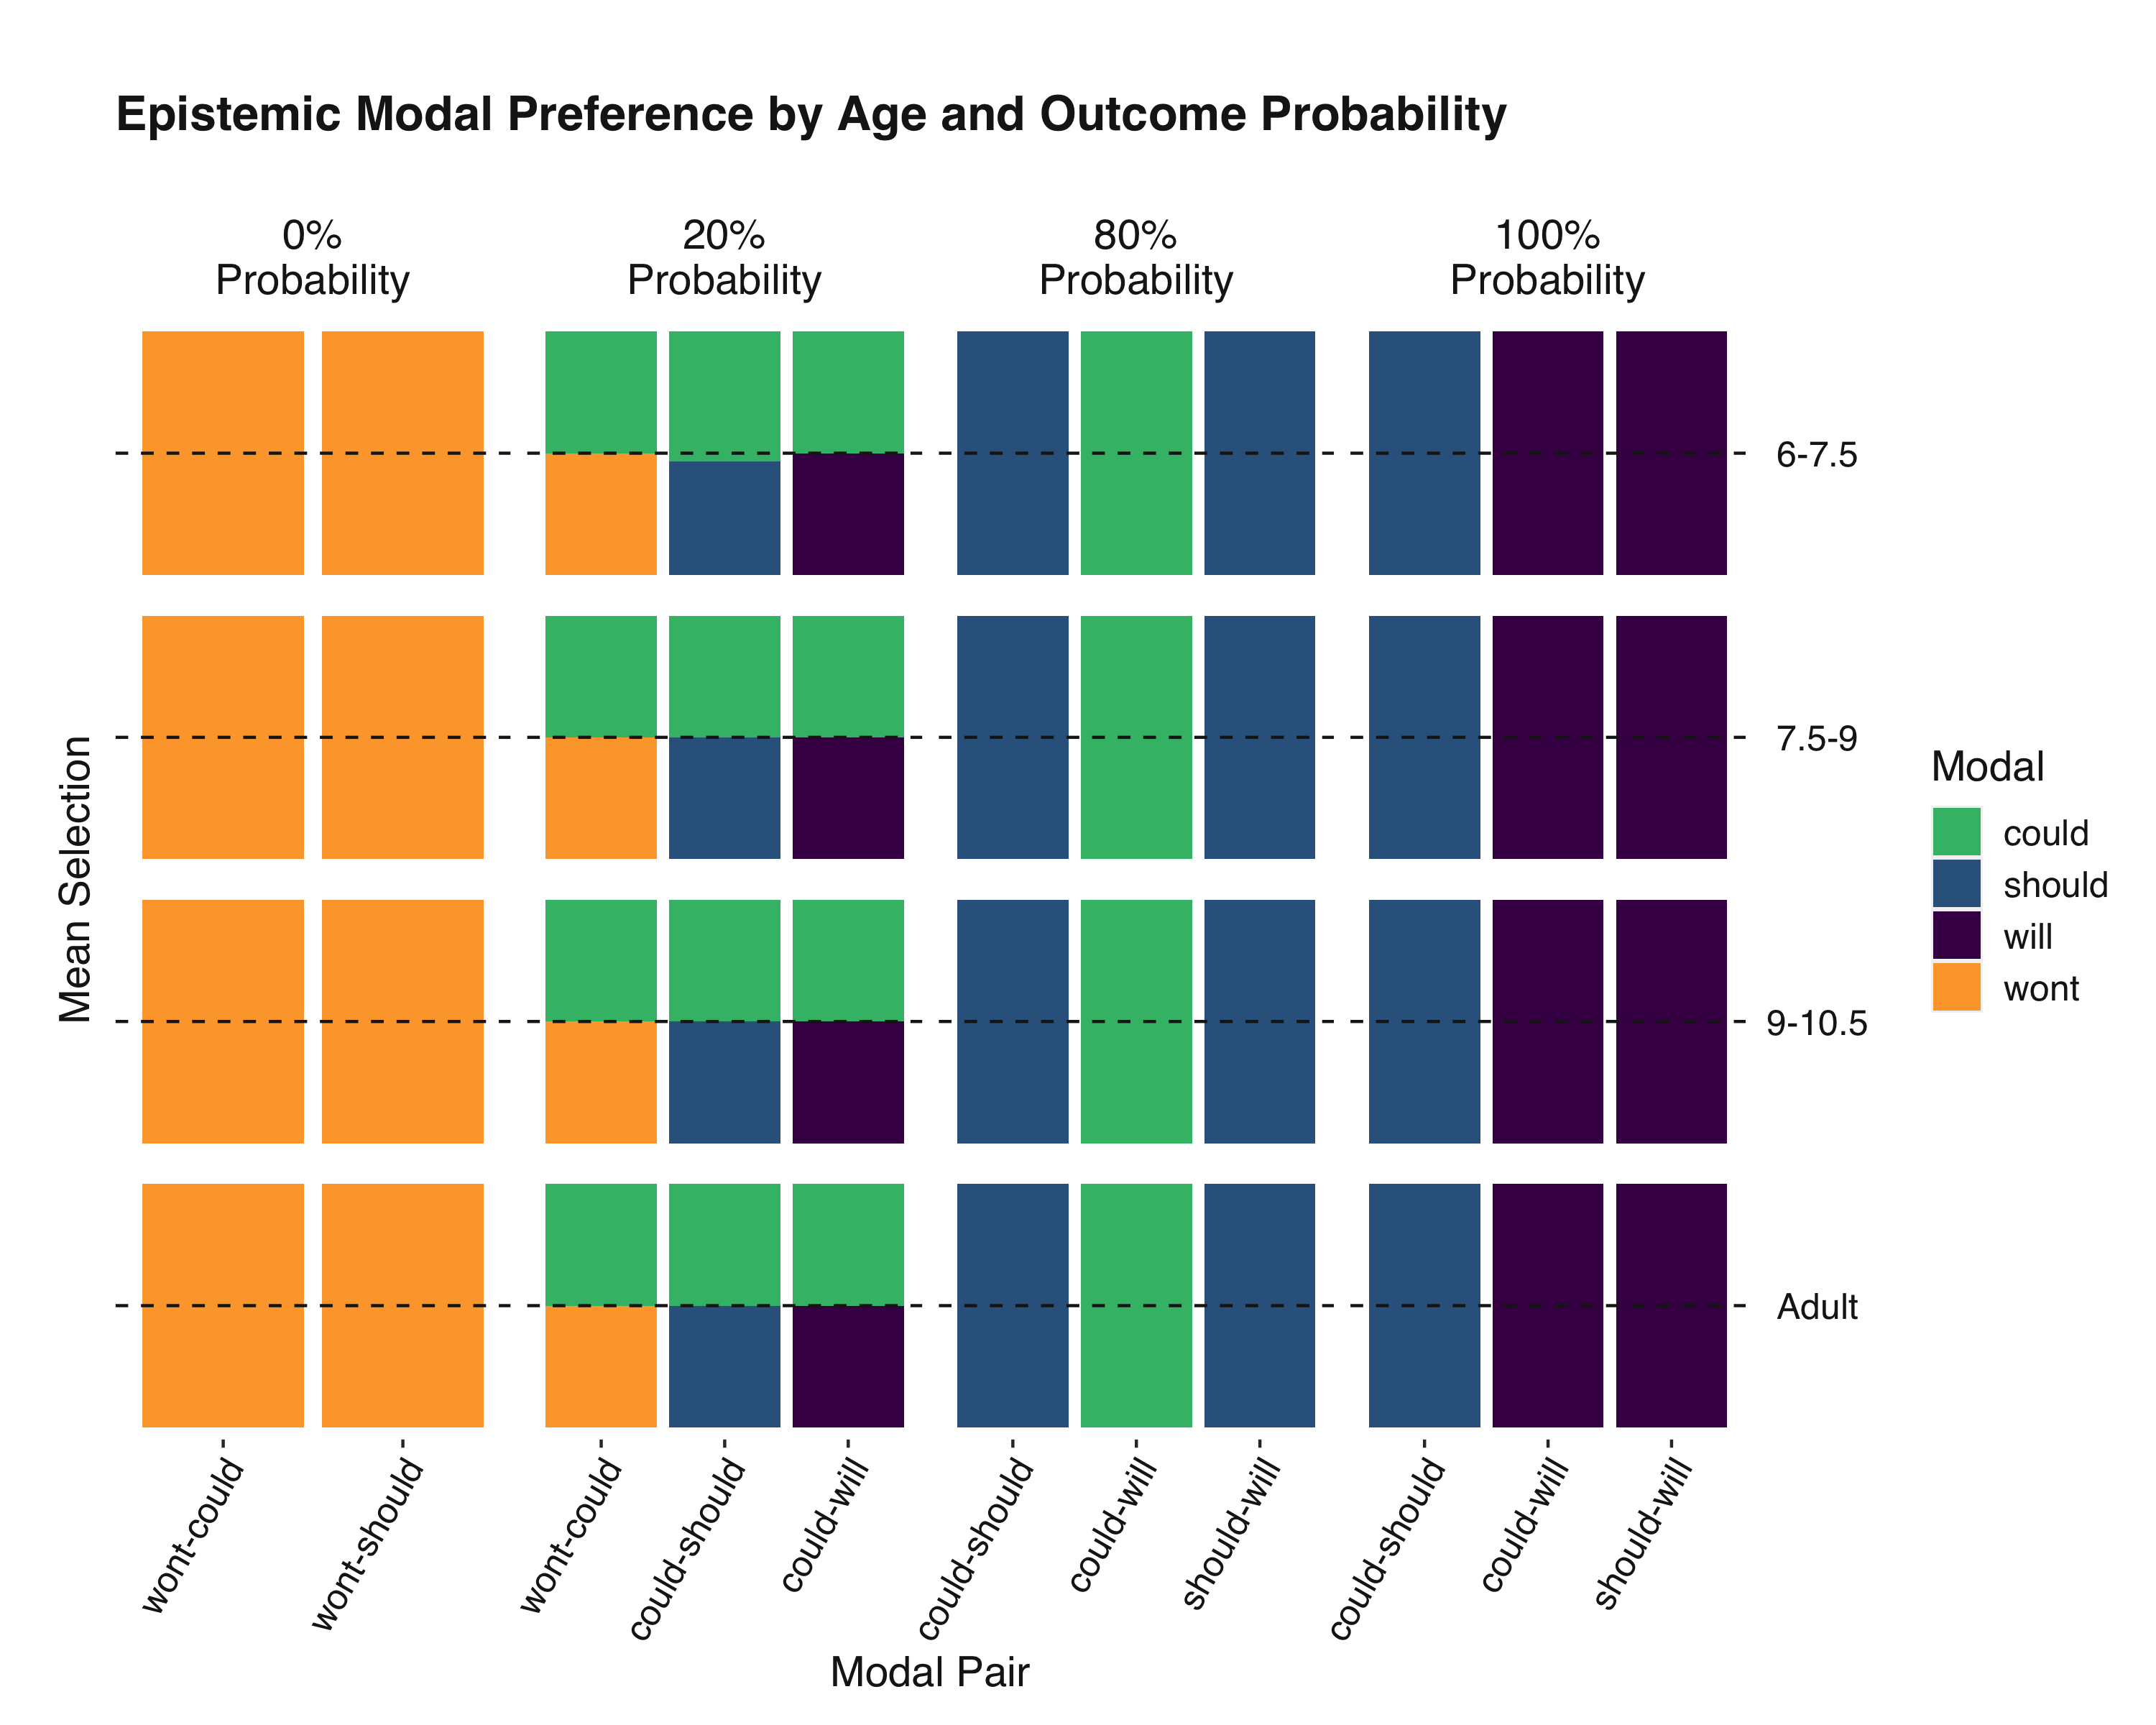 Epistemic Modal Preference by Age and Outcome Probability
0%
Probability
20%
Probability
80%
Probability
100%
Probability
6-7.5
7.5-9
9-10.5
Adult
Mean Selection
Modal
could
should
will
wont
wont-could
wont-should
wont-could
could-should
could-will
could-should
could-will
should-will
could-should
could-will
should-will
Modal Pair